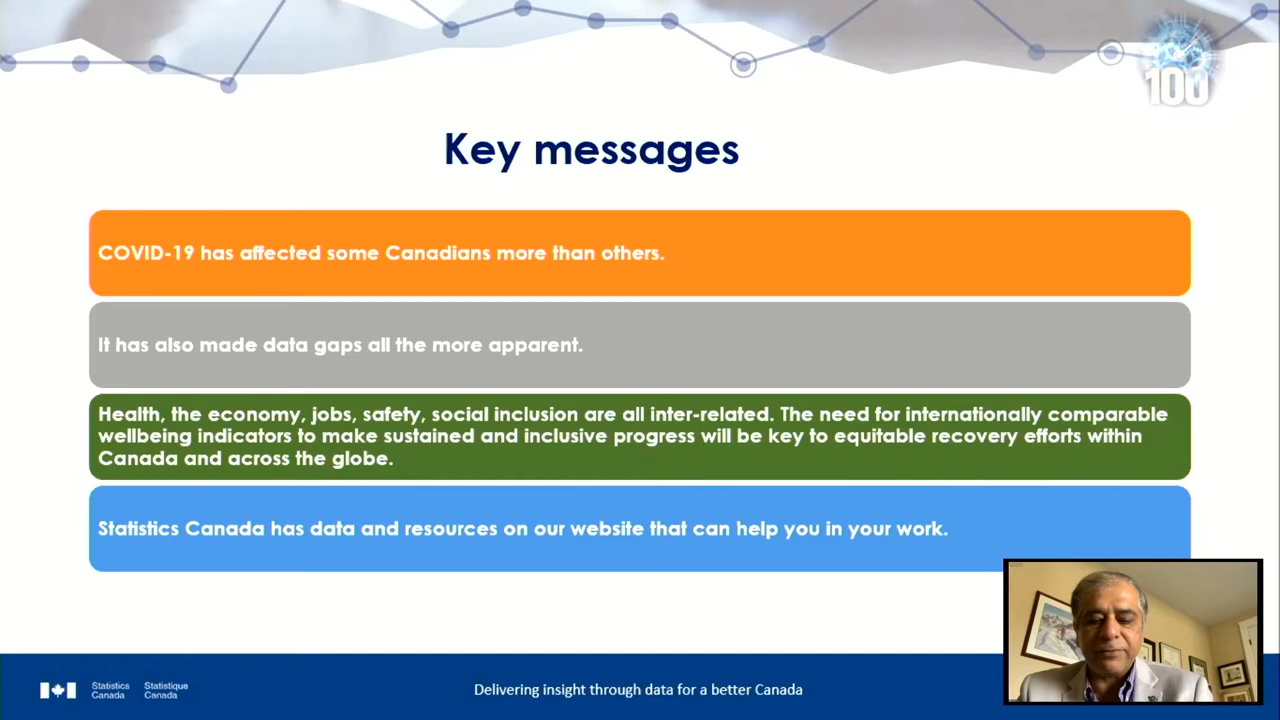 100
Key messages
COVID-19 has affected some Canadians more than others.
It has also made data gaps all the more apparent.
Health, the economy, jobs, safety, social inclusion are all inter-related. The need for internationally comparable
wellbeing indicators to make sustained and inclusive progress will be key to equitable recovery efforts within
Canada and across the globe.
Statistics Canada has data and resources on our website that can help you in your work.
Statistics Canada
Statistique Canada
Delivering insight through data for a better Canada